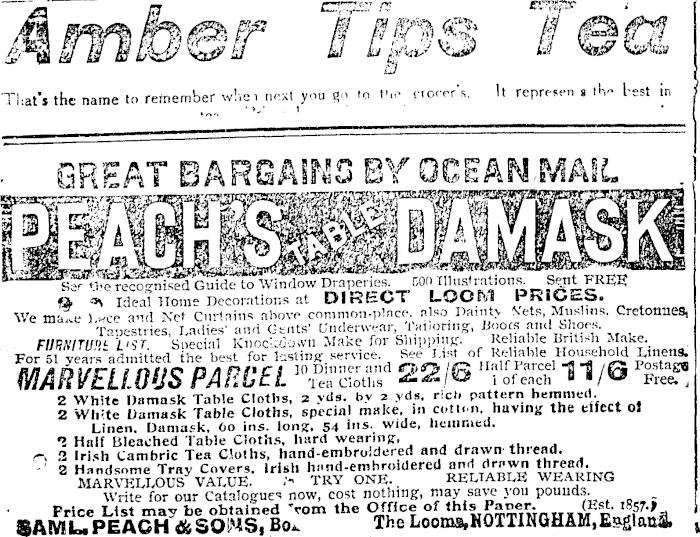 Amber Tips Tea
That's the name to remember when next you go to the grocer's. It represents the best in
GREAT BARGAINS BY OCEAN MAIL
PEACH'S TABLE DAMASK
See the recognised Guide to Window Draperies. 500 Illustrations. Sent FREE
Ideal Home Decorations at DIRECT LOOM PRICES.
We make Lace and Net Curtains above common-place, also Dainty Nets, Muslins, Cretonnes,
Tapestries, Ladies' and Gents' Underwear, Tailoring, Boots and Shoes.
FURNITURE LIST. Special Knockdown Make for Shipping. Reliable British Make.
For 51 years admitted the best for lasting service. See List of Reliable Household Linens.
MARVELLOUS PARCEL 10 Dinner and Tea Cloths 22/6 Half Parcel 1 of each 11/6 Postage Free.
2 White Damask Table Cloths, 2 yds. by 2 yds, rich pattern hemmed.
2 White Damask Table Cloths, special make, in cotton, having the effect of
Linen. Damask, 60 ins. long, 54 ins. wide, hemmed.
2 Half Bleached Table Cloths, hard wearing,
2 Irish Cambric Tea Cloths, hand-embroidered and drawn thread.
2 Handsome Tray Covers, Irish hand-embroidered and drawn thread.
MARVELLOUS VALUE. TRY ONE. RELIABLE WEARING
Write for our Catalogues now, cost nothing, may save you pounds.
Price List may be obtained from the Office of this Paper. (Est. 1857.)
SAML. PEACH & SONS, Box The Looms, NOTTINGHAM, England.